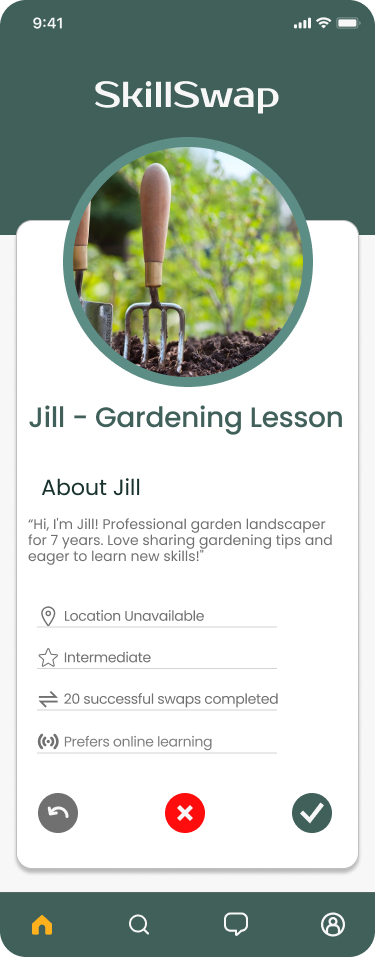 9:41
SkillSwap
Jill - Gardening Lesson
About Jill
“Hi, I'm Jill! Professional garden landscaper
for 7 years. Love sharing gardening tips and
eager to learn new skills!"
Location Unavailable
Intermediate
20 successful swaps completed
Prefers online learning